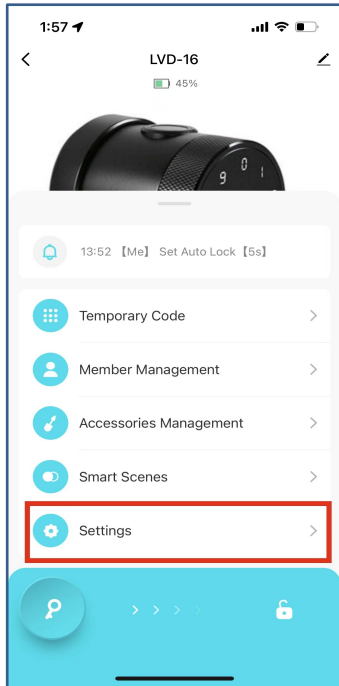 1:57
LVD-16
45%
9 0 1
13:52 【Me】 Set Auto Lock【5s】
Temporary Code
Member Management
Accessories Management
Smart Scenes
Settings